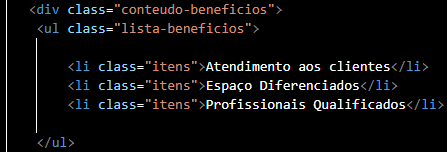 <div class="conteudo-beneficios">
<ul class="lista-beneficios">
<li class="itens">Atendimento aos clientes</li>
<li class="itens">Espaço Diferenciados</li>
<li class="itens">Profissionais Qualificados</li>
</ul>